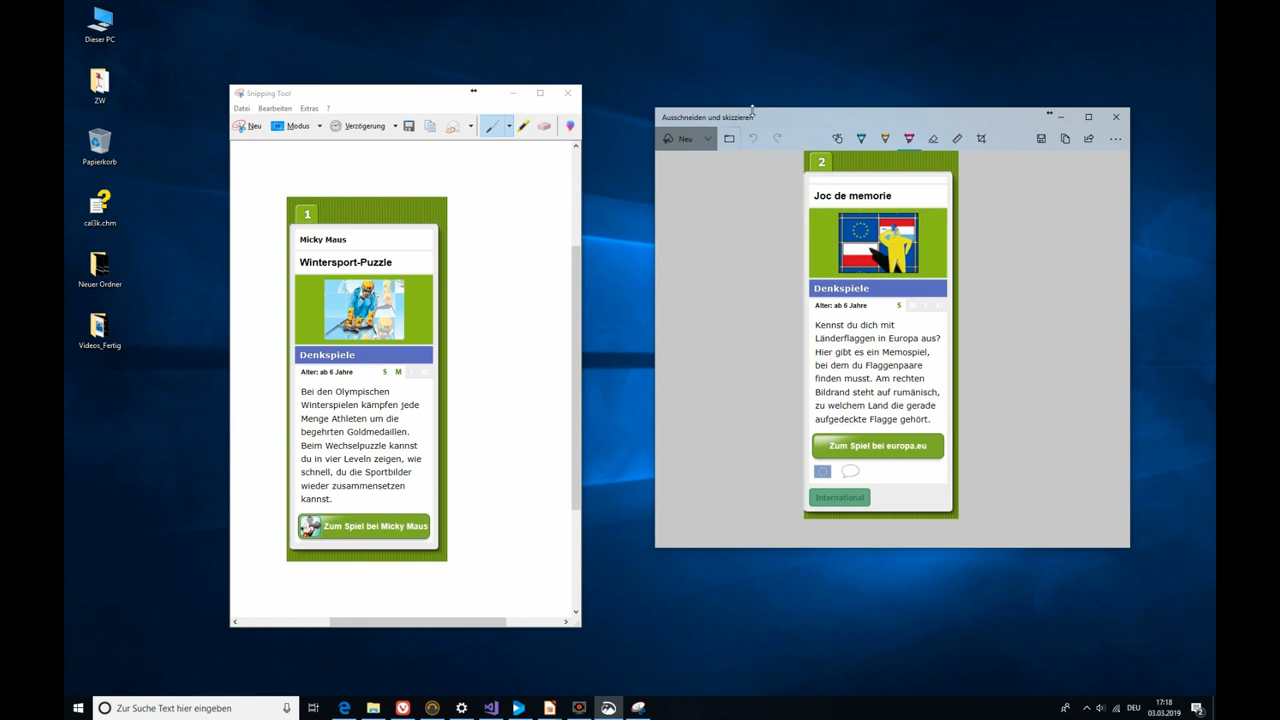 Dieser PC
ZW
Papierkorb
cal3k.chm
Neuer Ordner
Videos_Fertig
Snipping Tool
Datei Bearbeiten Extras ?
Neu Modus Verzögerung
1
Micky Maus
Wintersport-Puzzle
Denkspiele
Alter: ab 6 Jahre S M L XL
Bei den Olympischen
Winterspielen kämpfen jede
Menge Athleten um die
begehrten Goldmedaillen.
Beim Wechselpuzzle kannst
du in vier Leveln zeigen, wie
schnell, du die Sportbilder
wieder zusammensetzen
kannst.
Zum Spiel bei Micky Maus
Ausschneiden und skizzieren
Neu
2
Joc de memorie
Denkspiele
Alter: ab 6 Jahre S M L XL
Kennst du dich mit
Länderflaggen in Europa aus?
Hier gibt es ein Memospiel,
bei dem du Flaggenpaare
finden musst. Am rechten
Bildrand steht auf rumänisch,
zu welchem Land die gerade
aufgedeckte Flagge gehört.
Zum Spiel bei europa.eu
International
Zur Suche Text hier eingeben
DEU
17:18
03.03.2019
2